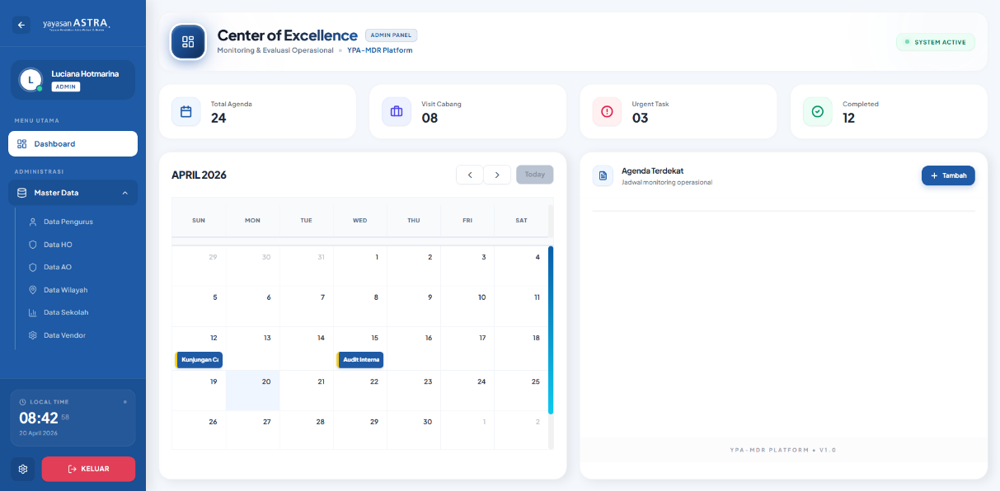 yayasan ASTRA
L
Luciana Hotmarina
ADMIN
MENU UTAMA
Dashboard
ADMINISTRASI
Master Data
Data Pengurus
Data HO
Data AO
Data Wilayah
Data Sekolah
Data Vendor
LOCAL TIME
08:42 58
20 April 2026
KELUAR
Center of Excellence ADMIN PANEL
Monitoring & Evaluasi Operasional • YPA-MDR Platform
SYSTEM ACTIVE
Total Agenda
24
Visit Cabang
08
Urgent Task
03
Completed
12
APRIL 2026
Today
SUN MON TUE WED THU FRI SAT
29 30 31 1 2 3 4
5 6 7 8 9 10 11
12 13 14 15 16 17 18
Kunjungan Ca Audit Interna
19 20 21 22 23 24 25
26 27 28 29 30 1 2
Agenda Terdekat
Jadwal monitoring operasional
+ Tambah
YPA-MDR PLATFORM • V1.0